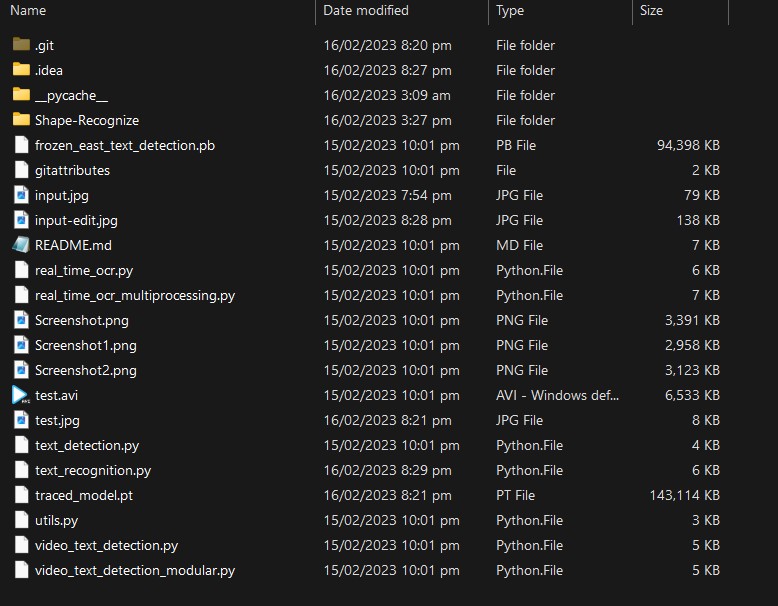 Name Date modified Type Size
.git 16/02/2023 8:20 pm File folder
.idea 16/02/2023 8:27 pm File folder
__pycache__ 16/02/2023 3:09 am File folder
Shape-Recognize 16/02/2023 3:27 pm File folder
frozen_east_text_detection.pb 15/02/2023 10:01 pm PB File 94,398 KB
gitattributes 15/02/2023 10:01 pm File 2 KB
input.jpg 15/02/2023 7:54 pm JPG File 79 KB
input-edit.jpg 15/02/2023 8:28 pm JPG File 138 KB
README.md 15/02/2023 10:01 pm MD File 7 KB
real_time_ocr.py 15/02/2023 10:01 pm Python.File 6 KB
real_time_ocr_multiprocessing.py 15/02/2023 10:01 pm Python.File 7 KB
Screenshot.png 15/02/2023 10:01 pm PNG File 3,391 KB
Screenshot1.png 15/02/2023 10:01 pm PNG File 2,958 KB
Screenshot2.png 15/02/2023 10:01 pm PNG File 3,123 KB
test.avi 15/02/2023 10:01 pm AVI - Windows def... 6,533 KB
test.jpg 16/02/2023 8:21 pm JPG File 8 KB
text_detection.py 15/02/2023 10:01 pm Python.File 4 KB
text_recognition.py 16/02/2023 8:29 pm Python.File 6 KB
traced_model.pt 16/02/2023 8:21 pm PT File 143,114 KB
utils.py 15/02/2023 10:01 pm Python.File 3 KB
video_text_detection.py 15/02/2023 10:01 pm Python.File 5 KB
video_text_detection_modular.py 15/02/2023 10:01 pm Python.File 5 KB